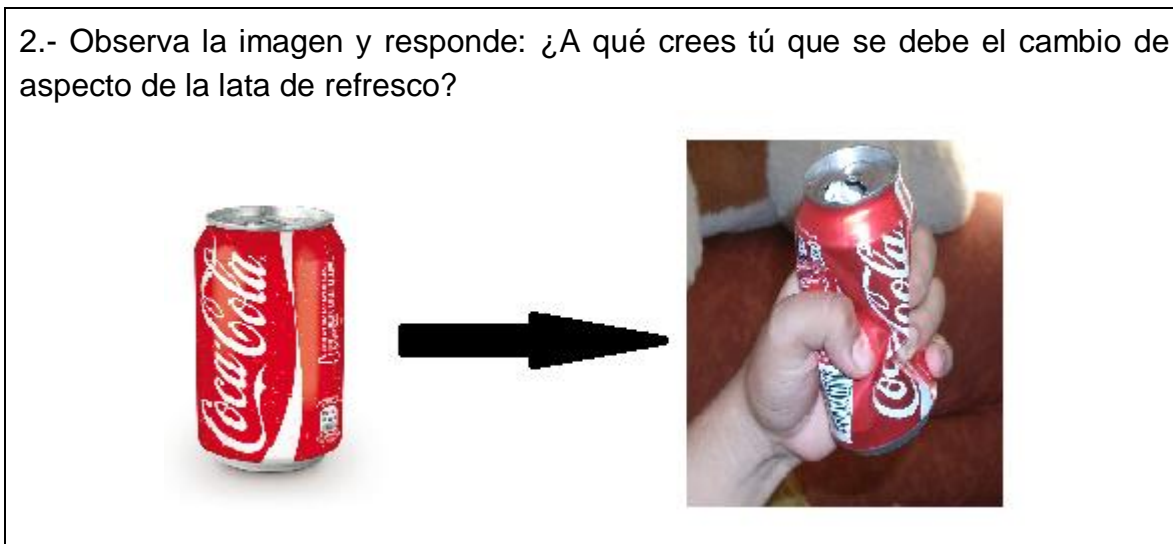 2.- Observa la imagen y responde: ¿A qué crees tú que se debe el cambio de
aspecto de la lata de refresco?
Coca-Cola
Coca-Cola